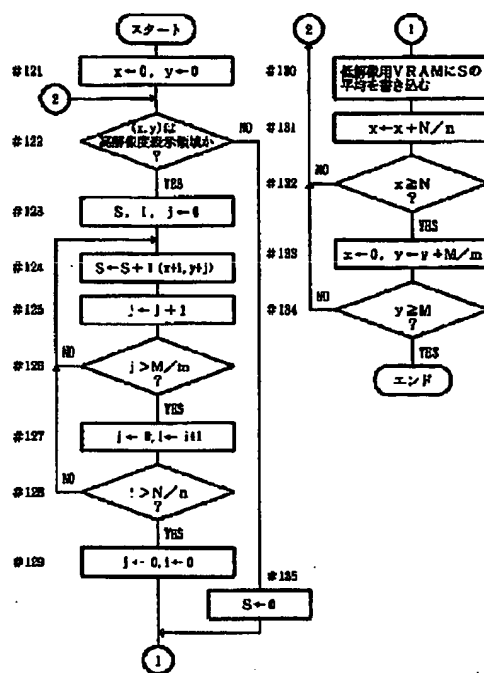 スタート
#121
x←0, y←0
2
#122
(x,y)は
高解像度表示領域か
?
NO
YES
#123
S, i, j←0
#124
S←S+I(x+i,y+j)
#125
j←j+1
#126
j>M/m
?
NO
YES
#127
j←0,i←i+1
#128
i>N/n
?
NO
YES
#129
j←0,i←0
#135
S←0
1
2
1
#130
低解像用VRAMにSの
平均を書き込む
#131
x←x+N/n
#132
x≧N
?
NO
YES
#133
x←0, y←y+M/m
#134
y≧M
?
NO
YES
エンド